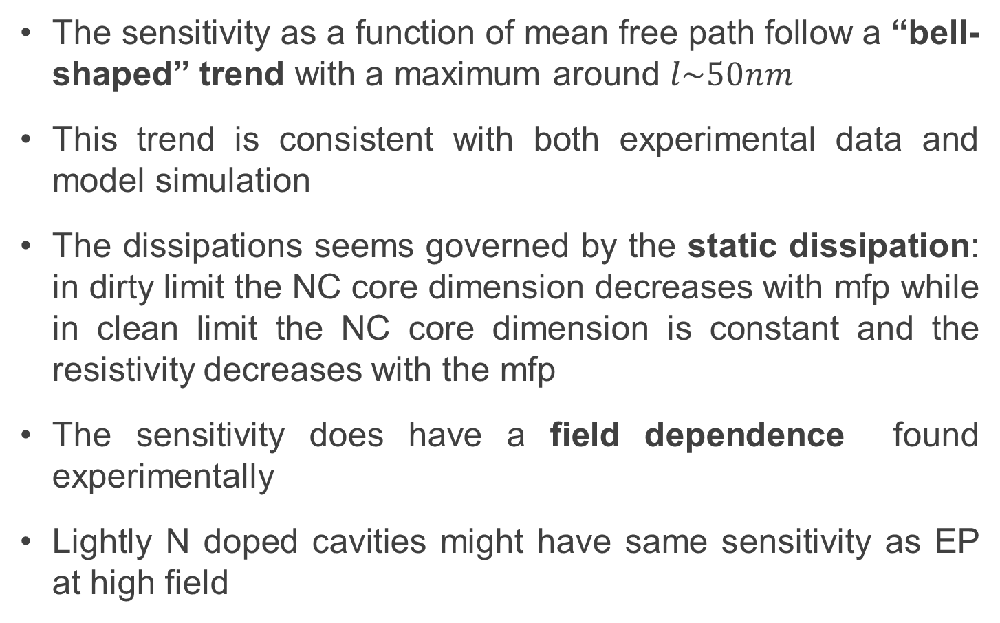 • The sensitivity as a function of mean free path follow a “bell-
shaped” trend with a maximum around l~50nm
• This trend is consistent with both experimental data and
model simulation
• The dissipations seems governed by the static dissipation:
in dirty limit the NC core dimension decreases with mfp while
in clean limit the NC core dimension is constant and the
resistivity decreases with the mfp
• The sensitivity does have a field dependence found
experimentally
• Lightly N doped cavities might have same sensitivity as EP
at high field